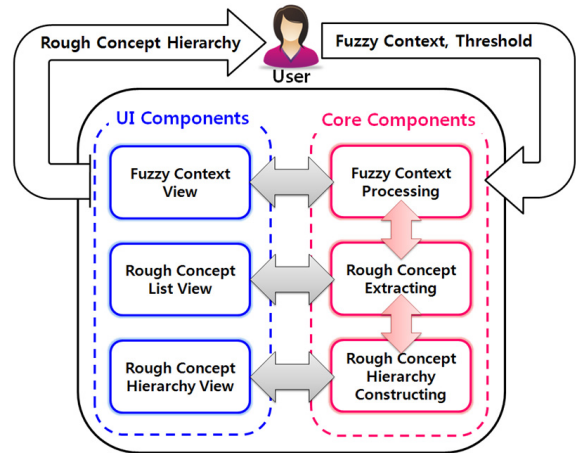 Rough Concept Hierarchy
Fuzzy Context, Threshold
User
UI Components
Core Components
Fuzzy Context
View
Fuzzy Context
Processing
Rough Concept
List View
Rough Concept
Extracting
Rough Concept
Hierarchy View
Rough Concept
Hierarchy
Constructing